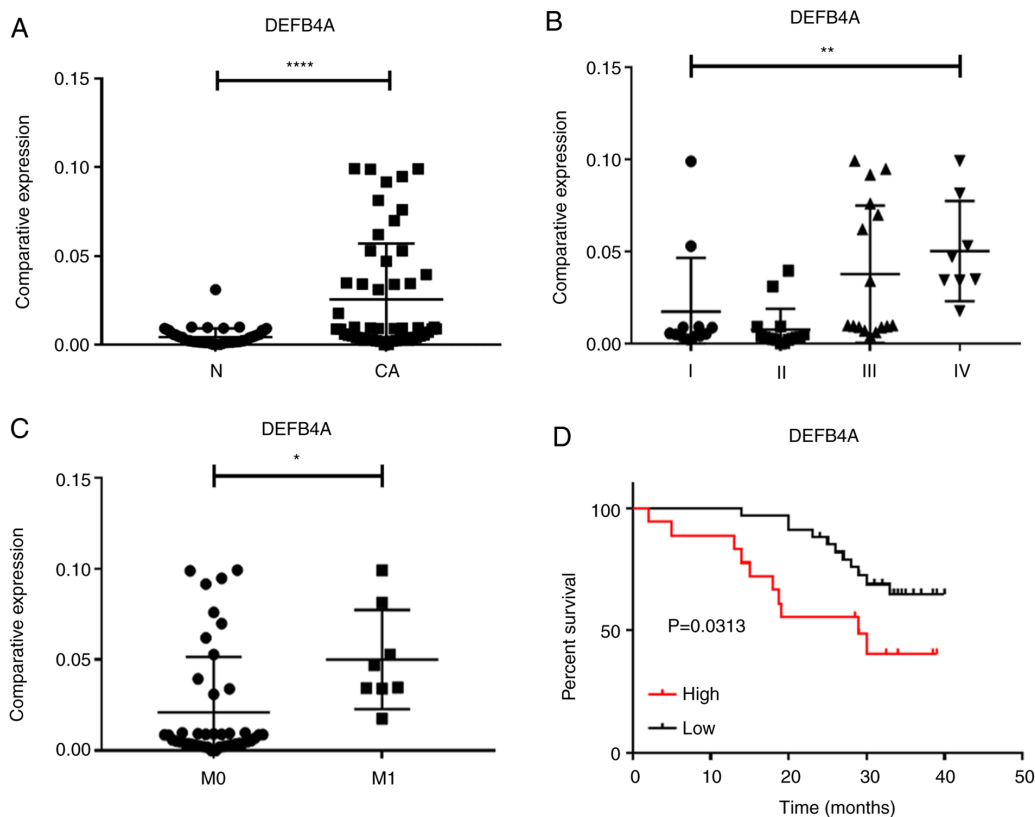 A
DEFB4A
****
Comparative expression
0.15
0.10
0.05
0.00
N
CA
B
DEFB4A
**
Comparative expression
0.15
0.10
0.05
0.00
I
II
III
IV
C
DEFB4A
*
Comparative expression
0.15
0.10
0.05
0.00
M0
M1
D
DEFB4A
Percent survival
100
50
0
P=0.0313
High
Low
0
10
20
30
40
50
Time (months)